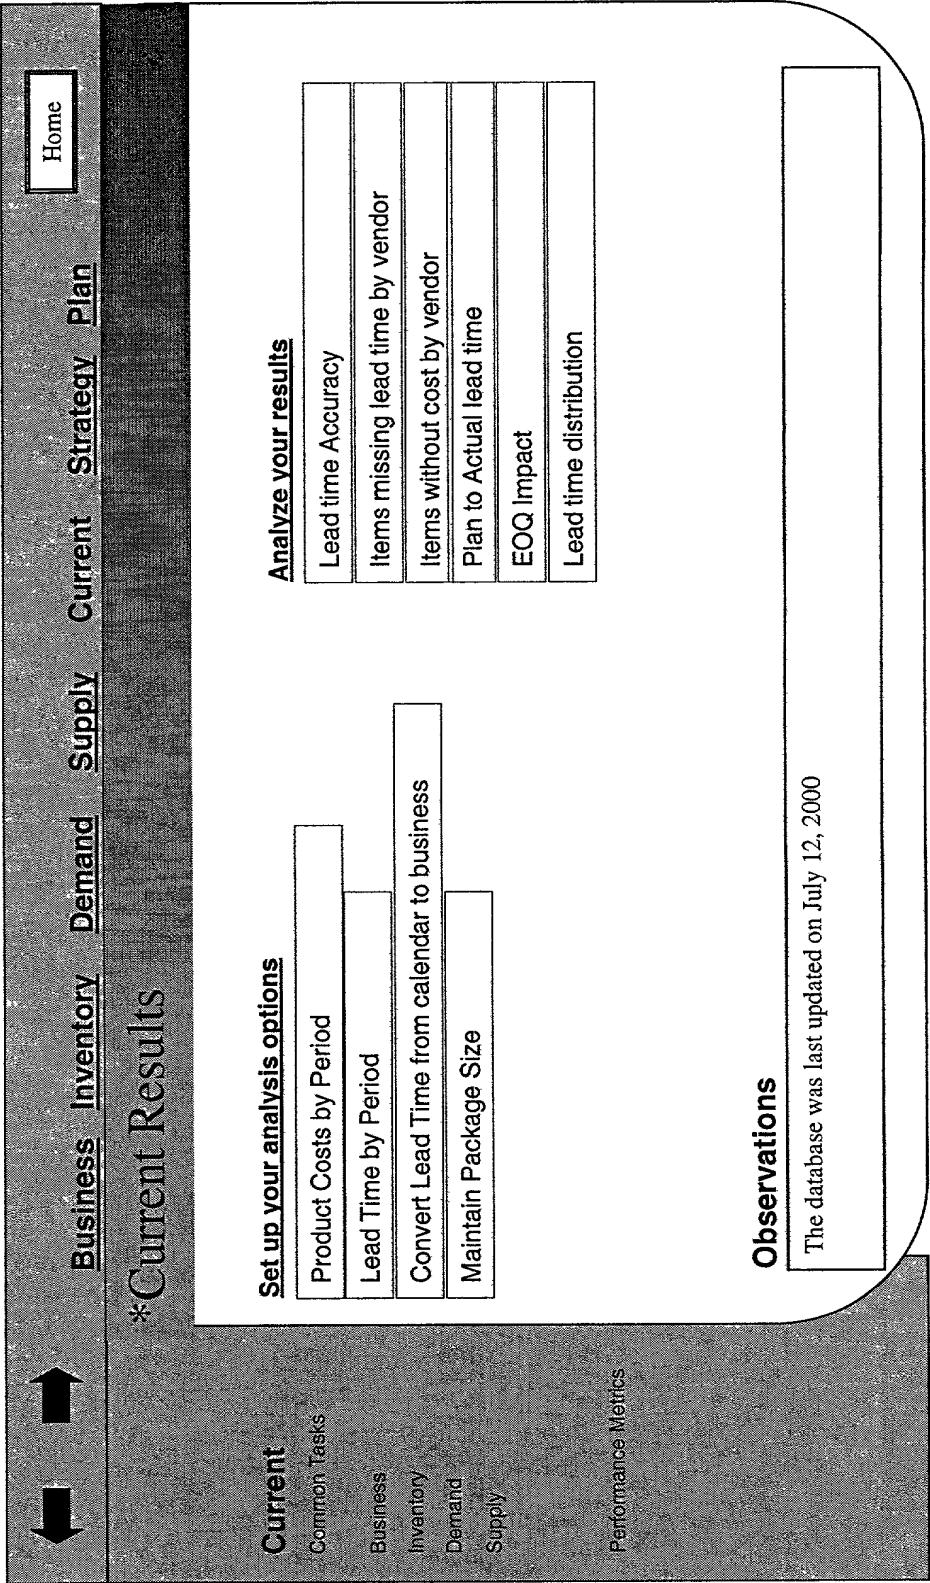 Business Inventory Demand Supply Current Strategy Plan
Home
*Current Results
Current
Common Tasks
Business
Inventory
Demand
Supply
Performance Metrics
Set up your analysis options
Product Costs by Period
Lead Time by Period
Convert Lead Time from calendar to business
Maintain Package Size
Analyze your results
Lead time Accuracy
Items missing lead time by vendor
Items without cost by vendor
Plan to Actual lead time
EOQ Impact
Lead time distribution
Observations
The database was last updated on July 12, 2000